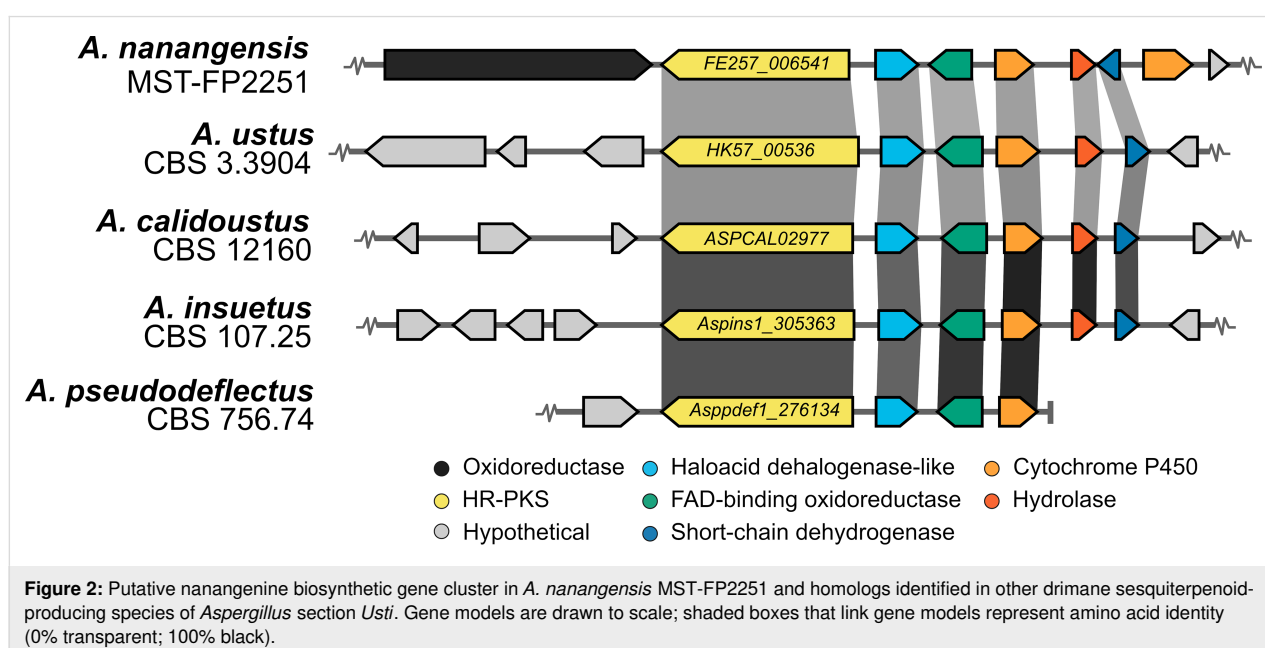 A. nanangensis
MST-FP2251
FE257_006541
A. ustus
CBS 3.3904
HK57_00536
A. calidoustus
CBS 12160
ASPCAL02977
A. insuetus
CBS 107.25
Aspins1_305363
A. pseudodeflectus
CBS 756.74
Asppdef1_276134
Oxidoreductase
Haloacid dehalogenase-like
Cytochrome P450
HR-PKS
FAD-binding oxidoreductase
Hydrolase
Hypothetical
Short-chain dehydrogenase
Figure 2: Putative nanangenine biosynthetic gene cluster in A. nanangensis MST-FP2251 and homologs identified in other drimane sesquiterpenoid-
producing species of Aspergillus section Usti. Gene models are drawn to scale; shaded boxes that link gene models represent amino acid identity
(0% transparent; 100% black).